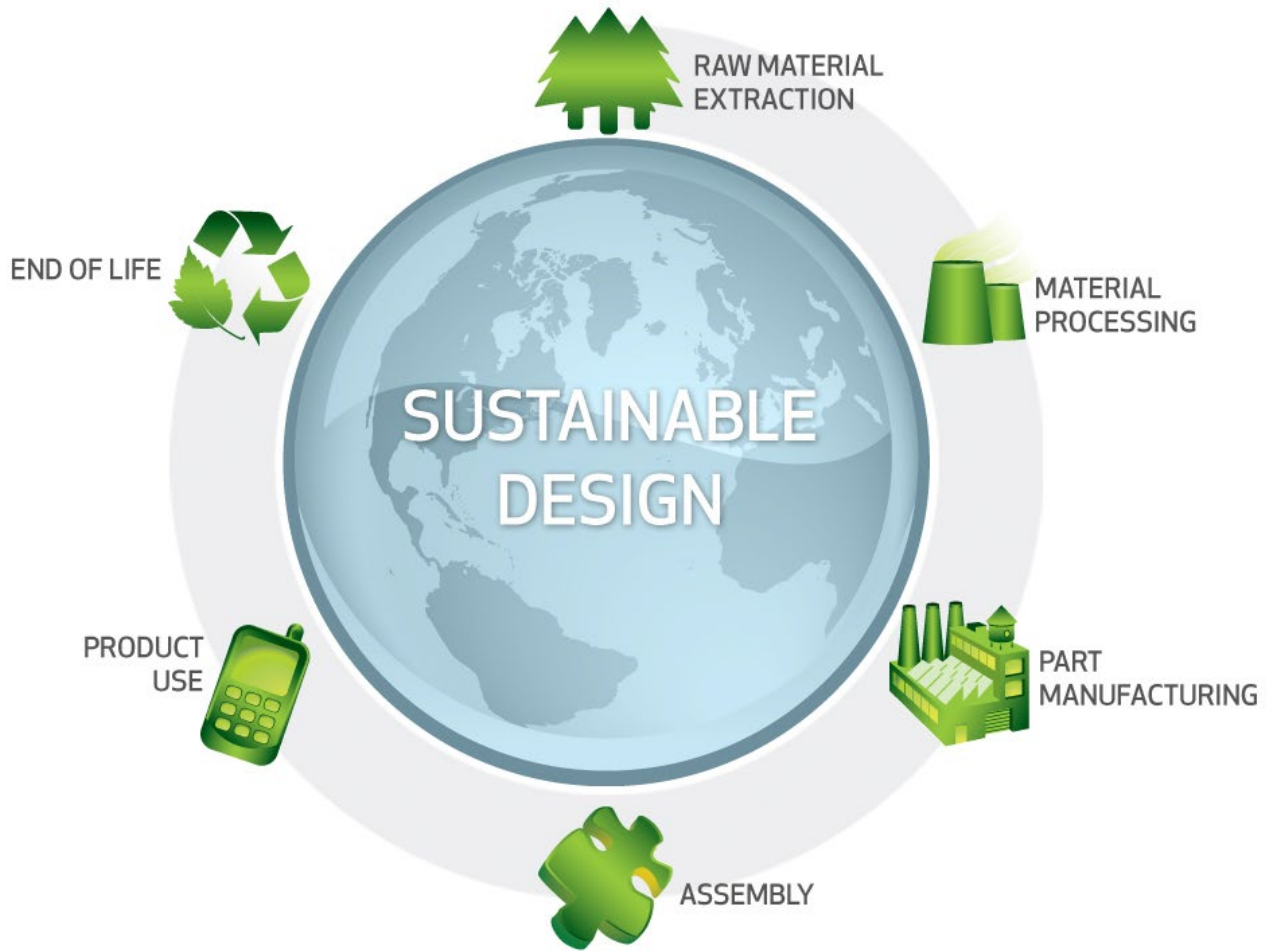 RAW MATERIAL
EXTRACTION
MATERIAL
PROCESSING
PART
MANUFACTURING
ASSEMBLY
PRODUCT
USE
END OF LIFE
SUSTAINABLE
DESIGN